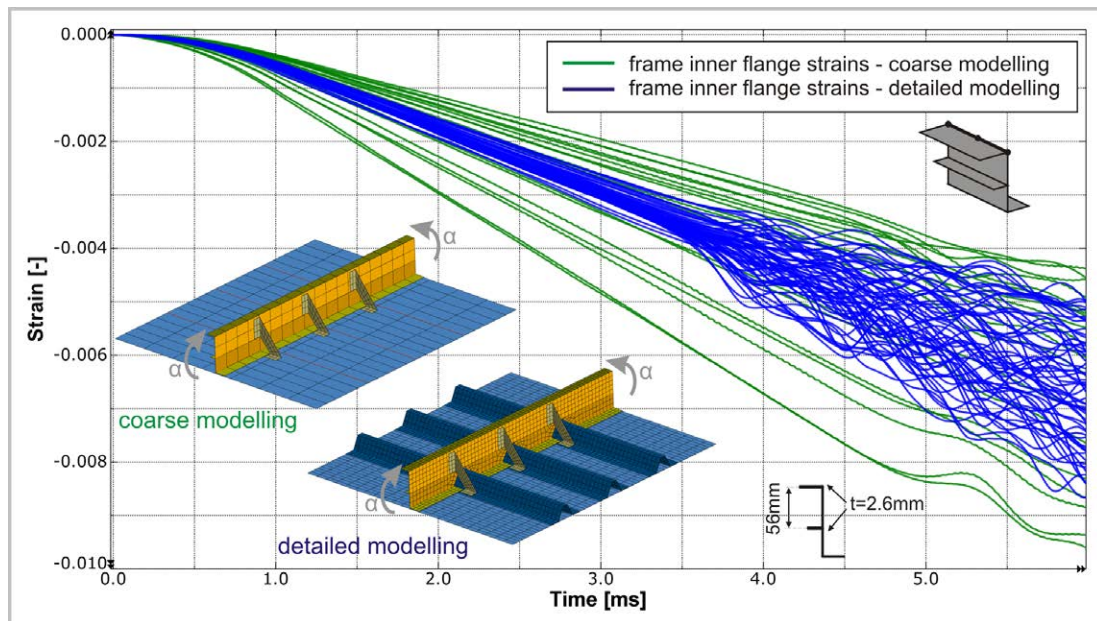 frame inner flange strains - coarse modelling
frame inner flange strains - detailed modelling
0.000
-0.002
-0.004
-0.006
-0.008
-0.010
Strain [-]
α
α
coarse modelling
α
α
detailed modelling
56mm
t=2.6mm
0.0
1.0
2.0
3.0
4.0
5.0
Time [ms]